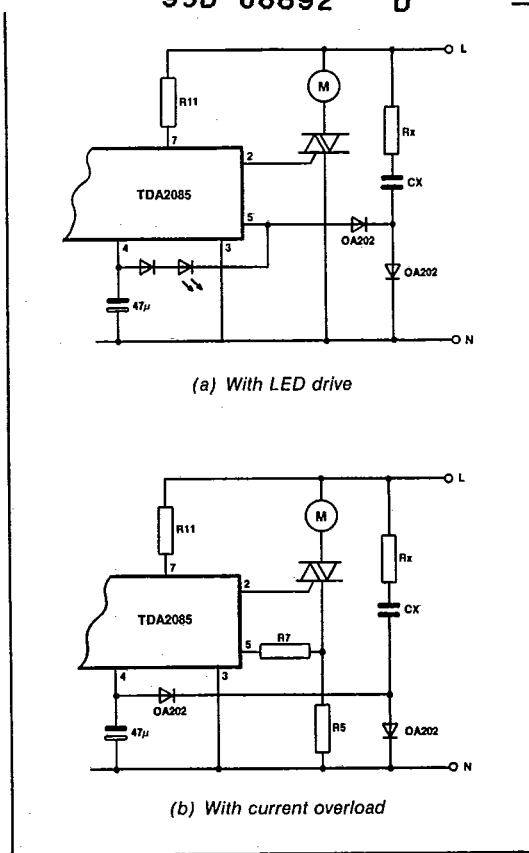 L
M
R11
7
Rx
2
CX
TDA2085
5
OA202
4
3
OA202
47μ
N
(a) With LED drive
L
M
R11
7
Rx
2
CX
TDA2085
5
R7
4
3
OA202
R5
OA202
47μ
N
(b) With current overload